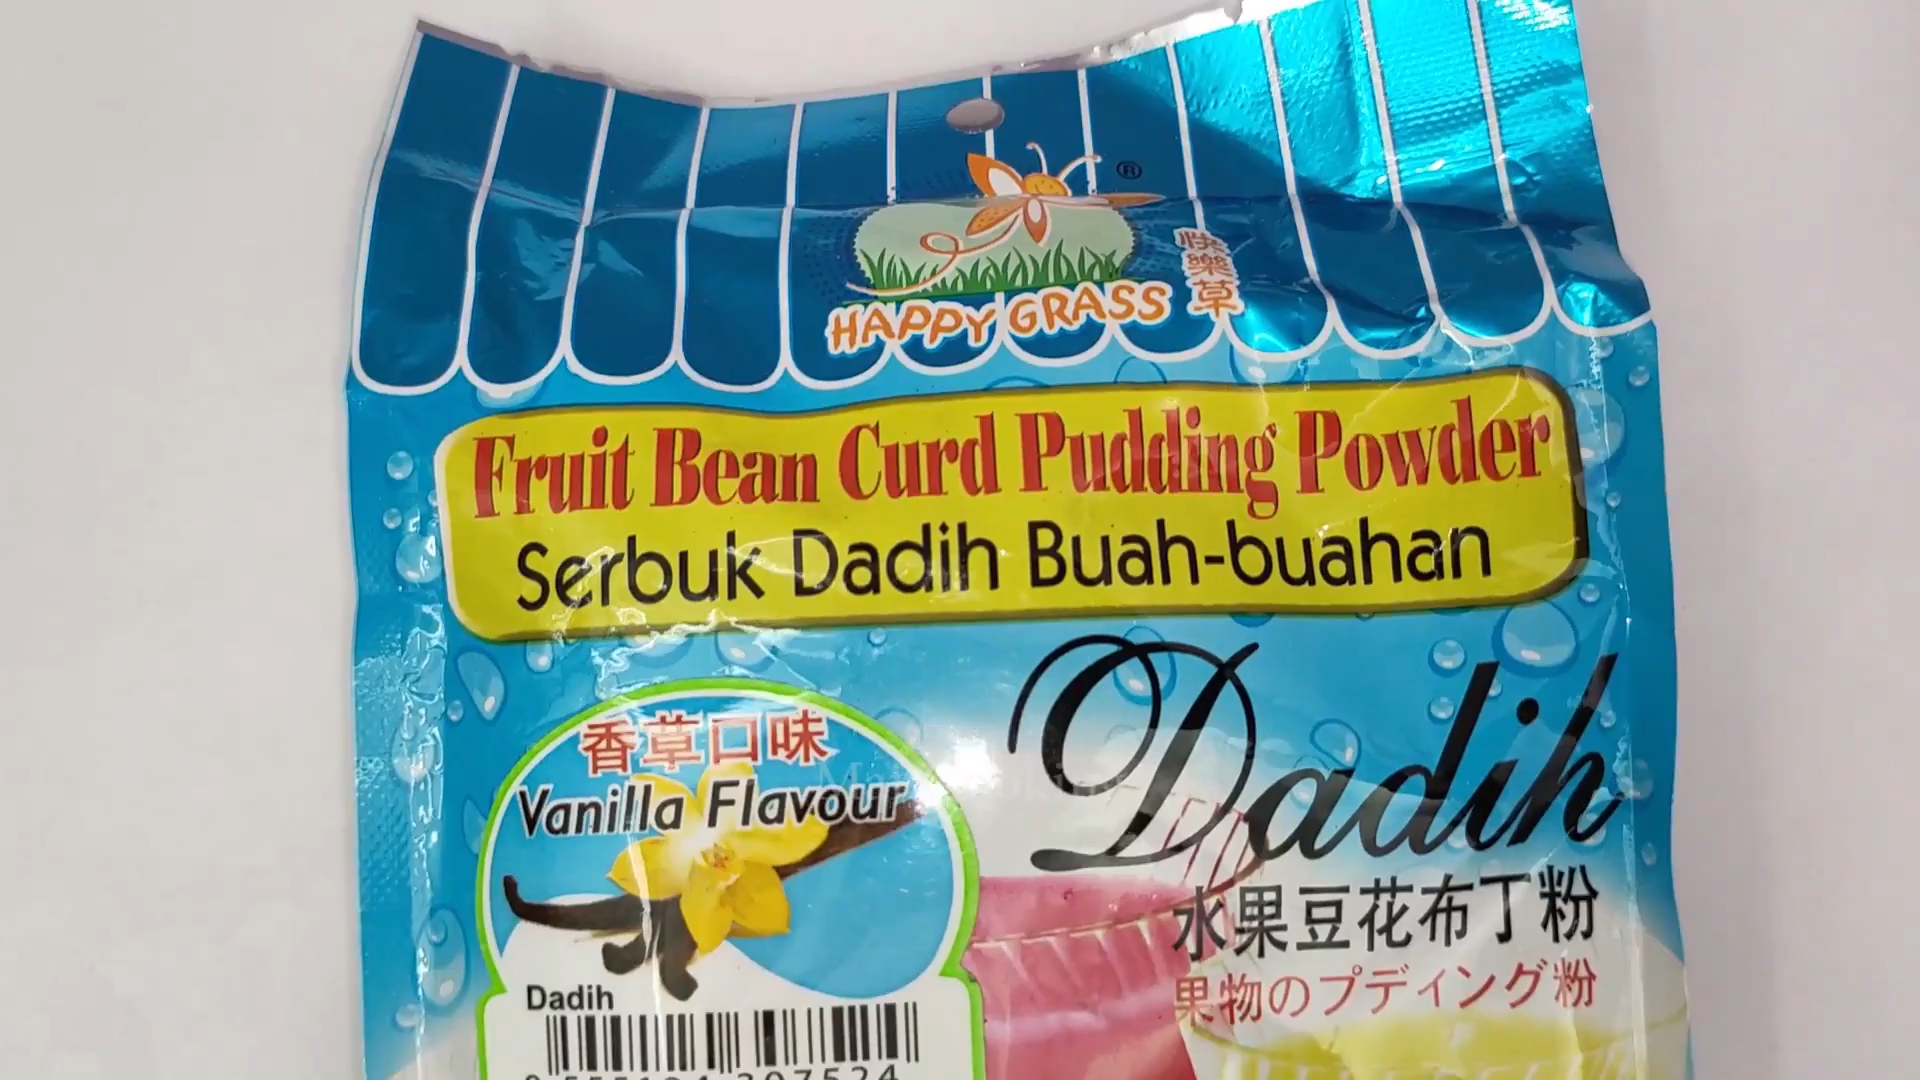 ®
快樂草
HAPPY GRASS
Fruit Bean Curd Pudding Powder
Serbuk Dadih Buah-buahan
Dadih
水果豆花布丁粉
果物のプディング粉
香草口味
Vanilla Flavour
Dadih